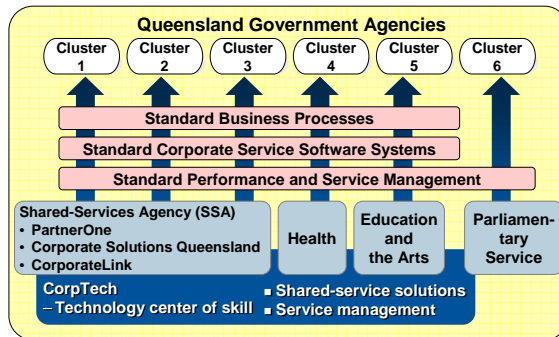 Queensland Government Agencies
Cluster 1
Cluster 2
Cluster 3
Cluster 4
Cluster 5
Cluster 6
Standard Business Processes
Standard Corporate Service Software Systems
Standard Performance and Service Management
Shared-Services Agency (SSA)
• PartnerOne
• Corporate Solutions Queensland
• CorporateLink
Health
Education
and
the Arts
Parliamen-
tary
Service
CorpTech
– Technology center of skill
■ Shared-service solutions
■ Service management